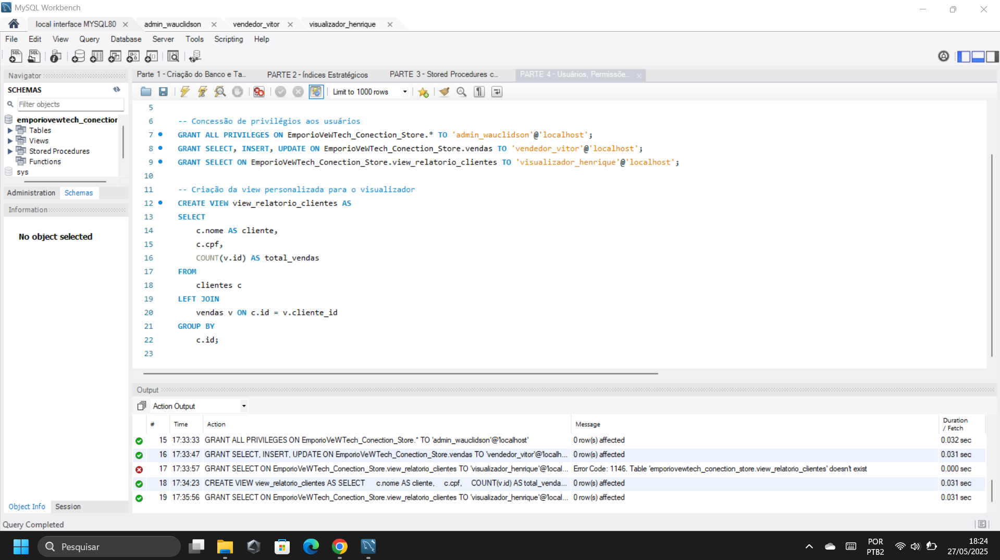 MySQL Workbench
local interface MYSQL80
admin_wauclidson
vendedor_vitor
visualizador_henrique
File Edit View Query Database Server Tools Scripting Help
Navigator
SCHEMAS
Filter objects
emporiovewtech_conection
Tables
Views
Stored Procedures
Functions
sys
Administration Schemas
Information
No object selected
Object Info Session
Parte 1 - Criação do Banco e Ta...
PARTE 2 - Índices Estratégicos
PARTE 3 - Stored Procedures c...
PARTE 4 - Usuários, Permissõe...
Limit to 1000 rows
5
6 -- Concessão de privilégios aos usuários
7 GRANT ALL PRIVILEGES ON EmporioVeWTech_Conection_Store.* TO 'admin_wauclidson'@'localhost';
8 GRANT SELECT, INSERT, UPDATE ON EmporioVeWTech_Conection_Store.vendas TO 'vendedor_vitor'@'localhost';
9 GRANT SELECT ON EmporioVeWTech_Conection_Store.view_relatorio_clientes TO 'visualizador_henrique'@'localhost';
10
11 -- Criação da view personalizada para o visualizador
12 CREATE VIEW view_relatorio_clientes AS
13 SELECT
14 c.nome AS cliente,
15 c.cpf,
16 COUNT(v.id) AS total_vendas
17 FROM
18 clientes c
19 LEFT JOIN
20 vendas v ON c.id = v.cliente_id
21 GROUP BY
22 c.id;
23
Output
Action Output
# Time Action Message Duration / Fetch
15 17:33:33 GRANT ALL PRIVILEGES ON EmporioVeWTech_Conection_Store.* TO 'admin_wauclidson'@'localhost' 0 row(s) affected 0.032 sec
16 17:33:47 GRANT SELECT, INSERT, UPDATE ON EmporioVeWTech_Conection_Store.vendas TO 'vendedor_vitor'@'localh... 0 row(s) affected 0.031 sec
17 17:33:57 GRANT SELECT ON EmporioVeWTech_Conection_Store.view_relatorio_clientes TO 'visualizador_henrique'@'local... Error Code: 1146. Table 'emporiovewtech_conection_store.view_relatorio_clientes' doesn't exist 0.000 sec
18 17:34:23 CREATE VIEW view_relatorio_clientes AS SELECT c.nome AS cliente, c.cpf, COUNT(v.id) AS total_venda... 0 row(s) affected 0.031 sec
19 17:35:56 GRANT SELECT ON EmporioVeWTech_Conection_Store.view_relatorio_clientes TO 'visualizador_henrique'@'local... 0 row(s) affected 0.031 sec
Query Completed
Pesquisar
POR
PTB2
18:24
27/05/2025